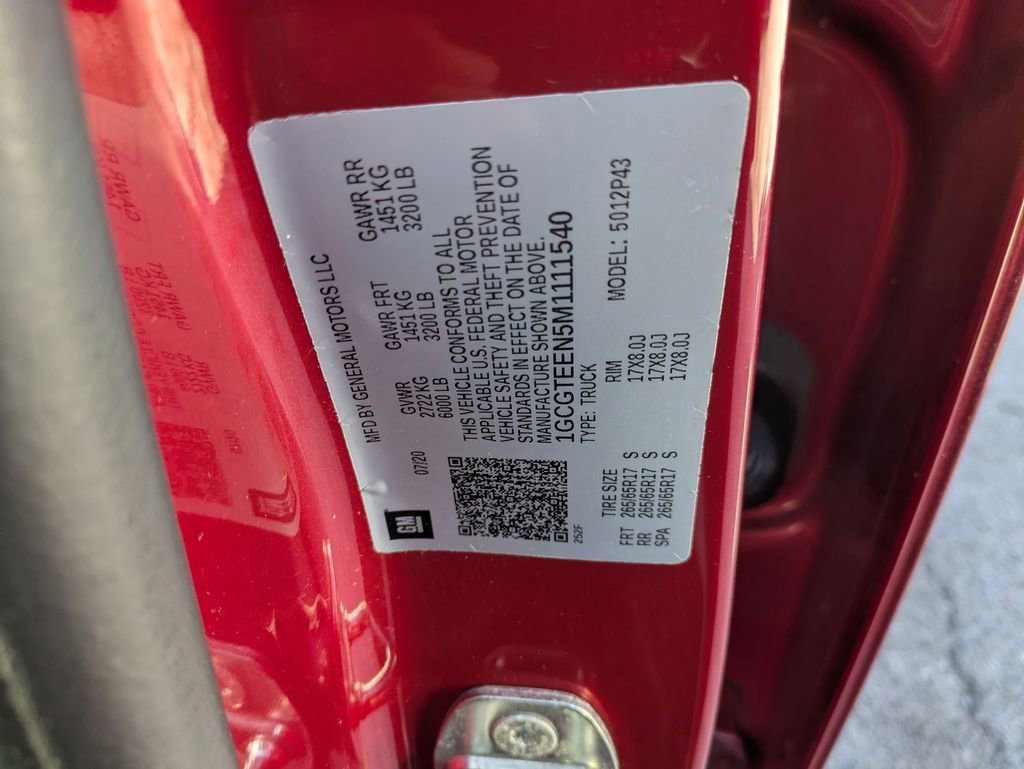 MFD BY GENERAL MOTORS LLC
07/20 GVWR GAWR FRT GAWR RR
2722 KG 1451 KG 1451 KG
6000 LB 3200 LB 3200 LB
THIS VEHICLE CONFORMS TO ALL
APPLICABLE U.S. FEDERAL MOTOR
VEHICLE SAFETY AND THEFT PREVENTION
STANDARDS IN EFFECT ON THE DATE OF
MANUFACTURE SHOWN ABOVE.
1GCGTEEN5M1111540
TYPE: TRUCK MODEL: 5012P43
GM
252F
TIRE SIZE RIM
FRT 265/65R17 S 17X8.0J
RR 265/65R17 S 17X8.0J
SPA 265/65R17 S 17X8.0J